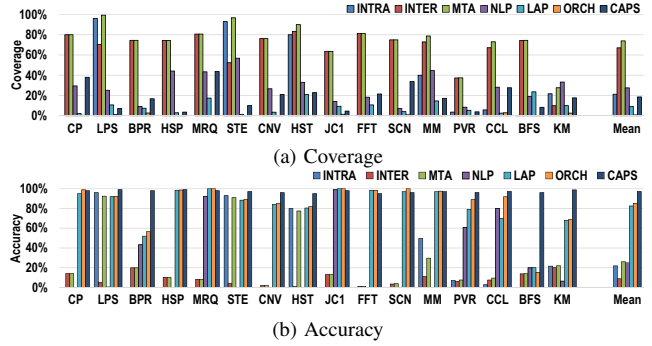 INTRA INTER MTA NLP LAP ORCH CAPS
100%
80%
60%
40%
20%
0%
Coverage
CP LPS BPR HSP MRQ STE CNV HST JC1 FFT SCN MM PVR CCL BFS KM Mean
(a) Coverage
INTRA INTER MTA NLP LAP ORCH CAPS
100%
80%
60%
40%
20%
0%
Accuracy
CP LPS BPR HSP MRQ STE CNV HST JC1 FFT SCN MM PVR CCL BFS KM Mean
(b) Accuracy